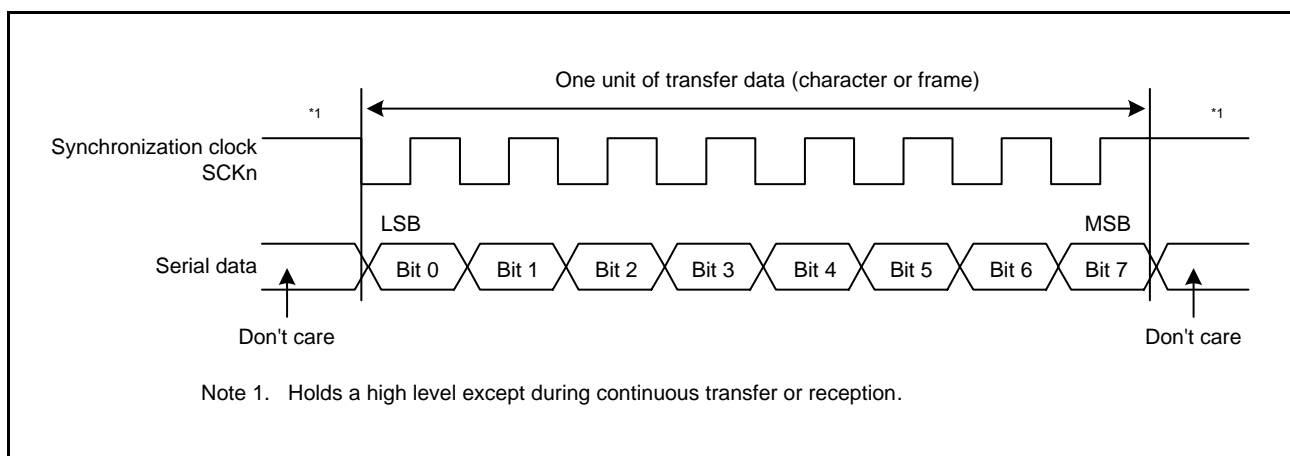 One unit of transfer data (character or frame)
*1
*1
Synchronization clock
SCKn
LSB
MSB
Serial data
Bit 0
Bit 1
Bit 2
Bit 3
Bit 4
Bit 5
Bit 6
Bit 7
Don't care
Don't care
Note 1. Holds a high level except during continuous transfer or reception.